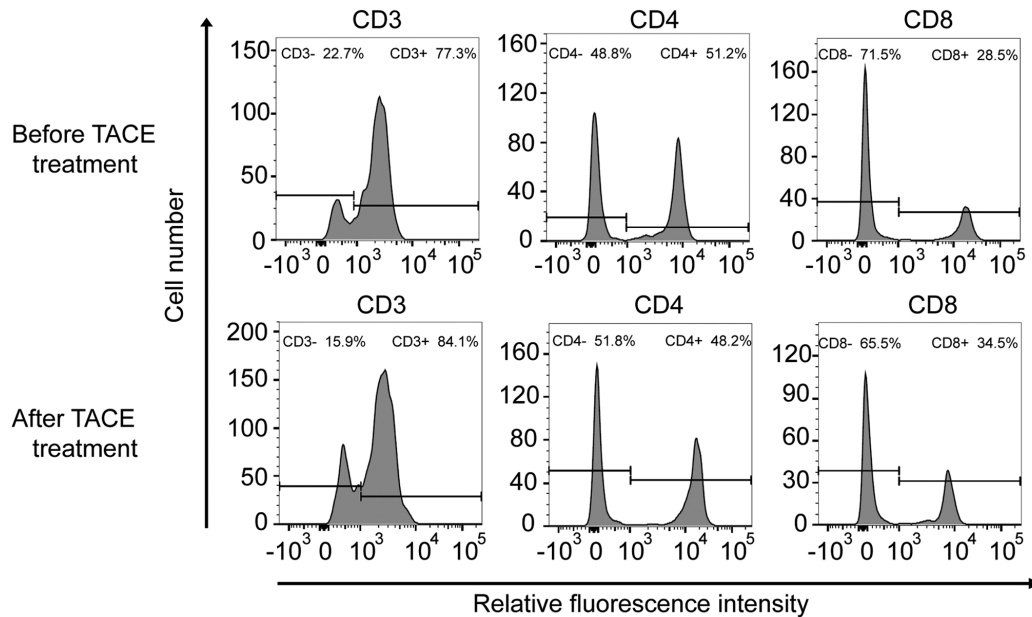 CD3
CD4
CD8
Before TACE
treatment
150
100
50
0
CD3- 22.7% CD3+ 77.3%
-10³ 0 10³ 10⁴ 10⁵
160
120
80
40
0
CD4- 48.8% CD4+ 51.2%
-10³ 0 10³ 10⁴ 10⁵
160
120
80
40
0
CD8- 71.5% CD8+ 28.5%
-10³ 0 10³ 10⁴ 10⁵
Cell number
CD3
CD4
CD8
After TACE
treatment
200
150
100
50
0
CD3- 15.9% CD3+ 84.1%
-10³ 0 10³ 10⁴ 10⁵
160
120
80
40
0
CD4- 51.8% CD4+ 48.2%
-10³ 0 10³ 10⁴ 10⁵
120
90
60
30
0
CD8- 65.5% CD8+ 34.5%
-10³ 0 10³ 10⁴ 10⁵
Relative fluorescence intensity